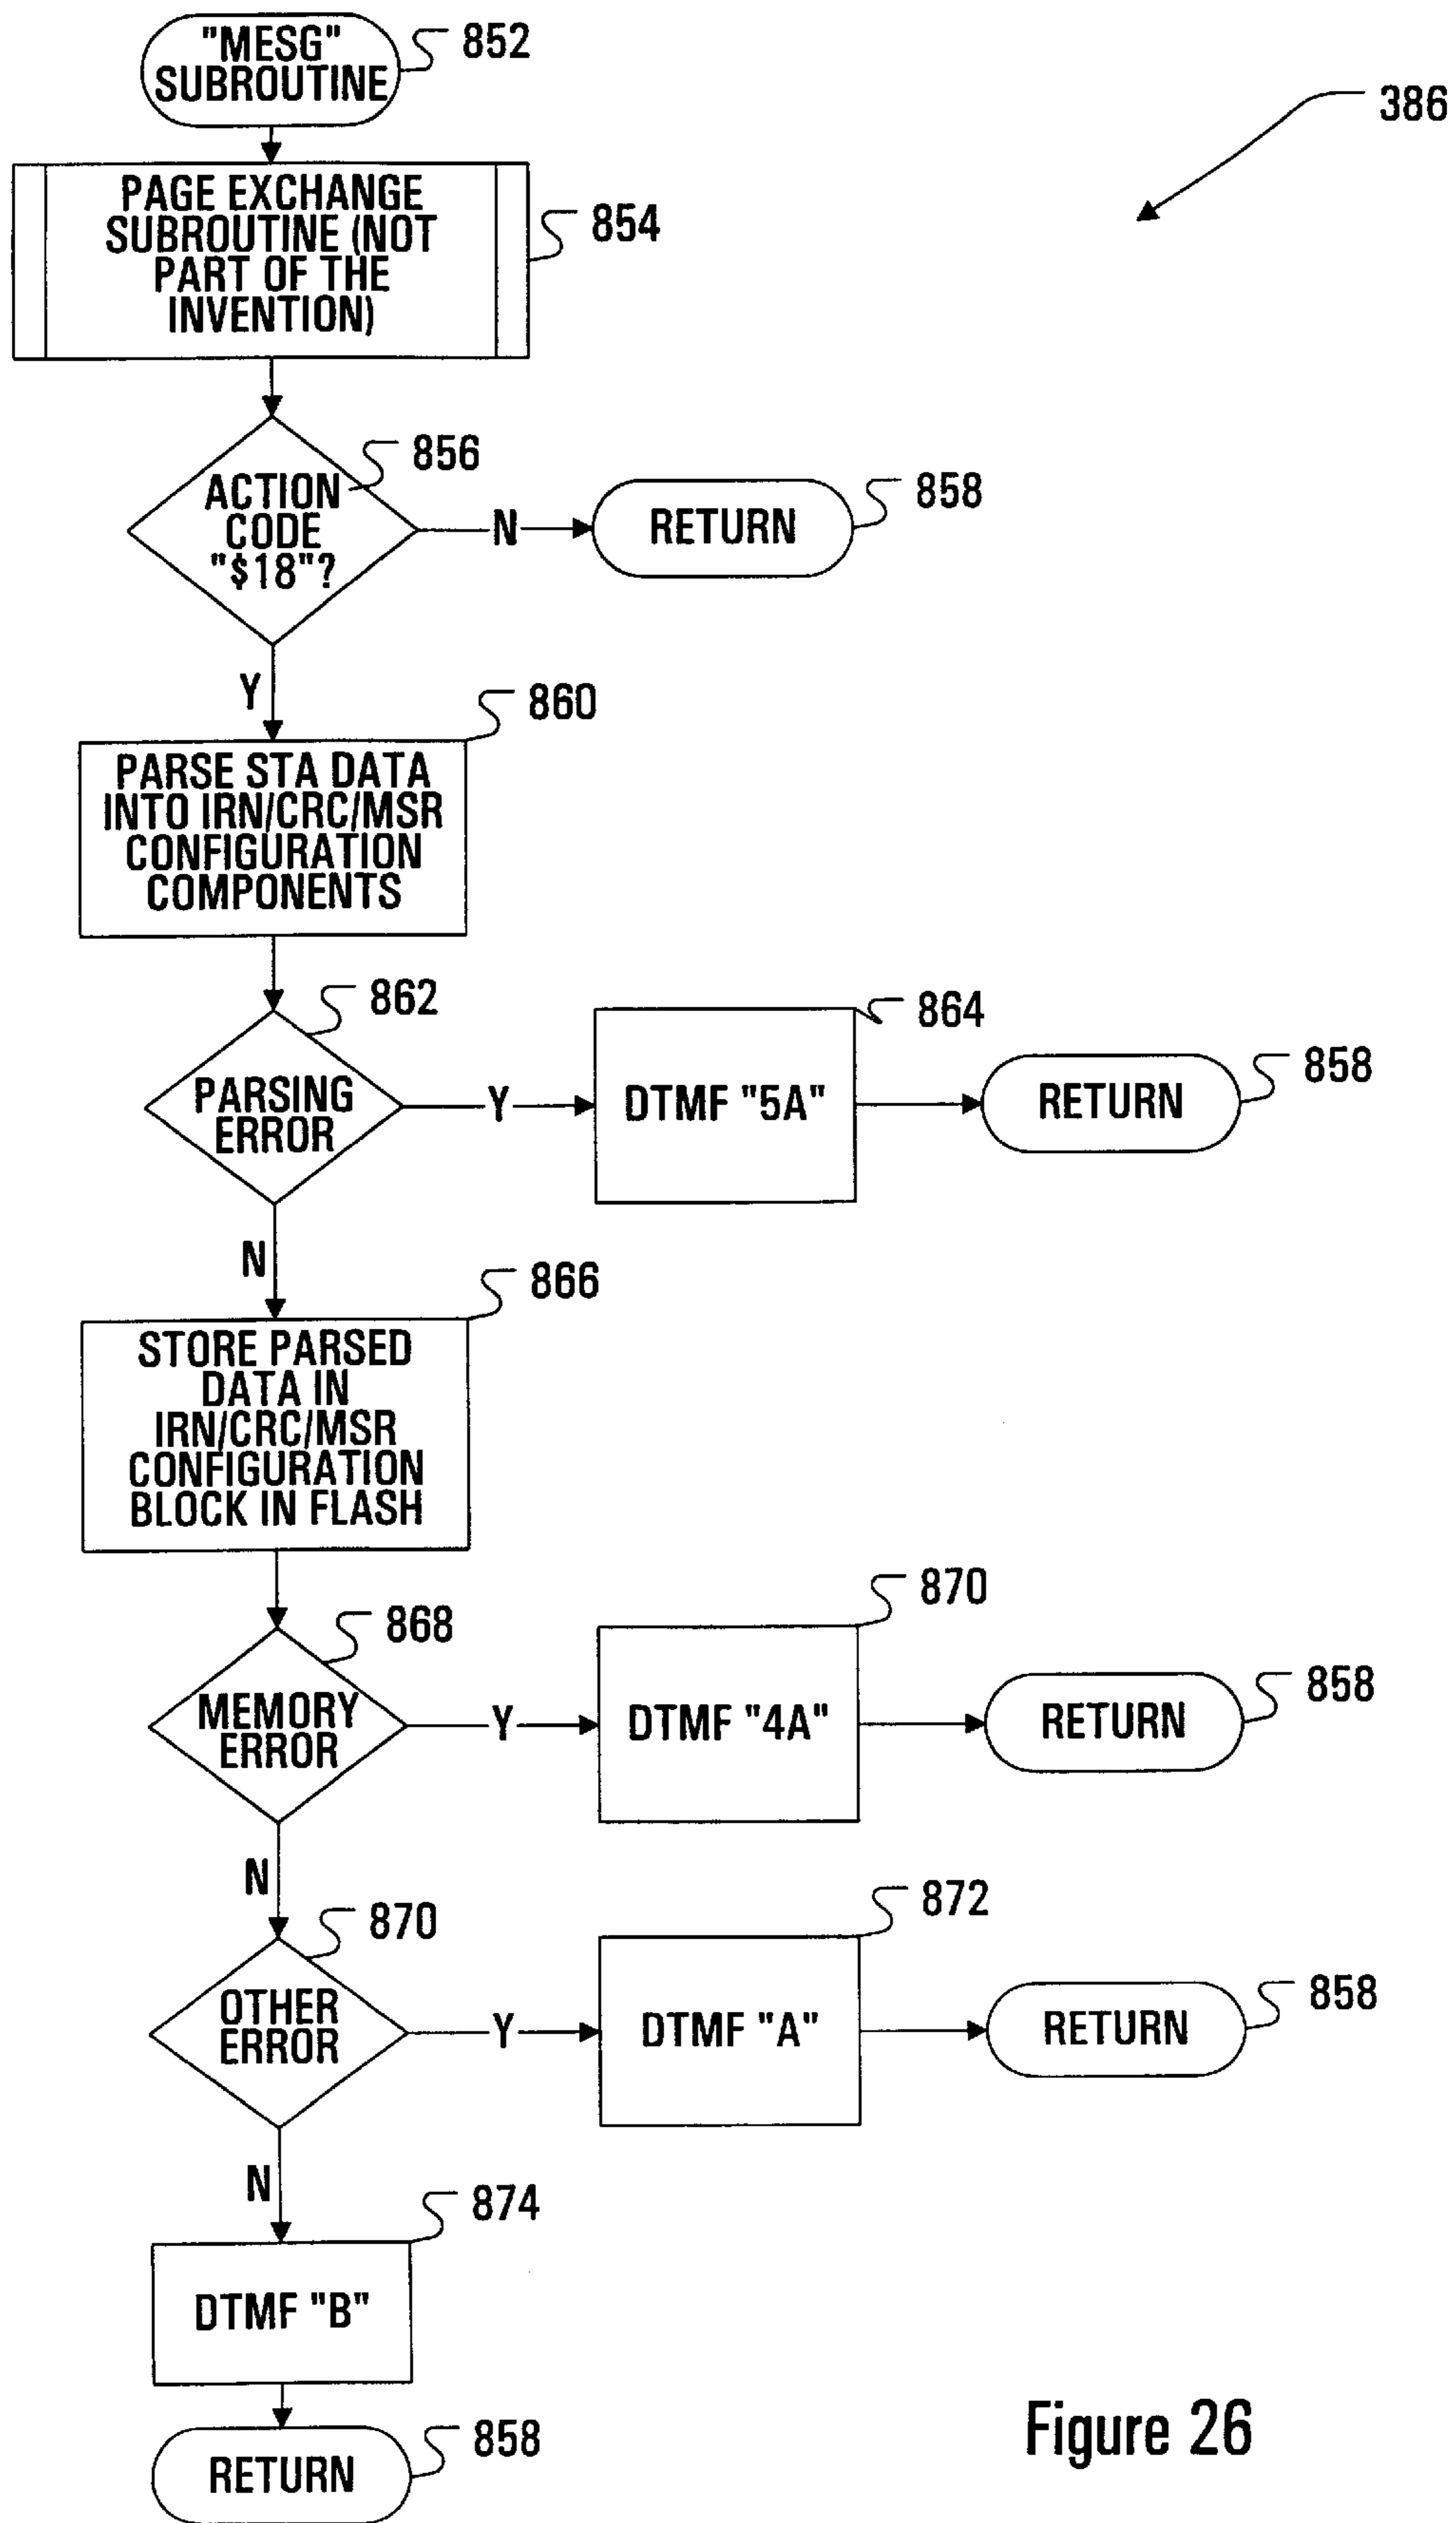 "MESG"
SUBROUTINE
852
386
PAGE EXCHANGE
SUBROUTINE (NOT
PART OF THE
INVENTION)
854
856
ACTION
CODE
"$18"?
N
RETURN
858
Y
860
PARSE STA DATA
INTO IRN/CRC/MSR
CONFIGURATION
COMPONENTS
862
PARSING
ERROR
Y
864
DTMF "5A"
RETURN
858
N
866
STORE PARSED
DATA IN
IRN/CRC/MSR
CONFIGURATION
BLOCK IN FLASH
868
MEMORY
ERROR
Y
870
DTMF "4A"
RETURN
858
N
870
OTHER
ERROR
Y
872
DTMF "A"
RETURN
858
N
874
DTMF "B"
RETURN
858
Figure 26